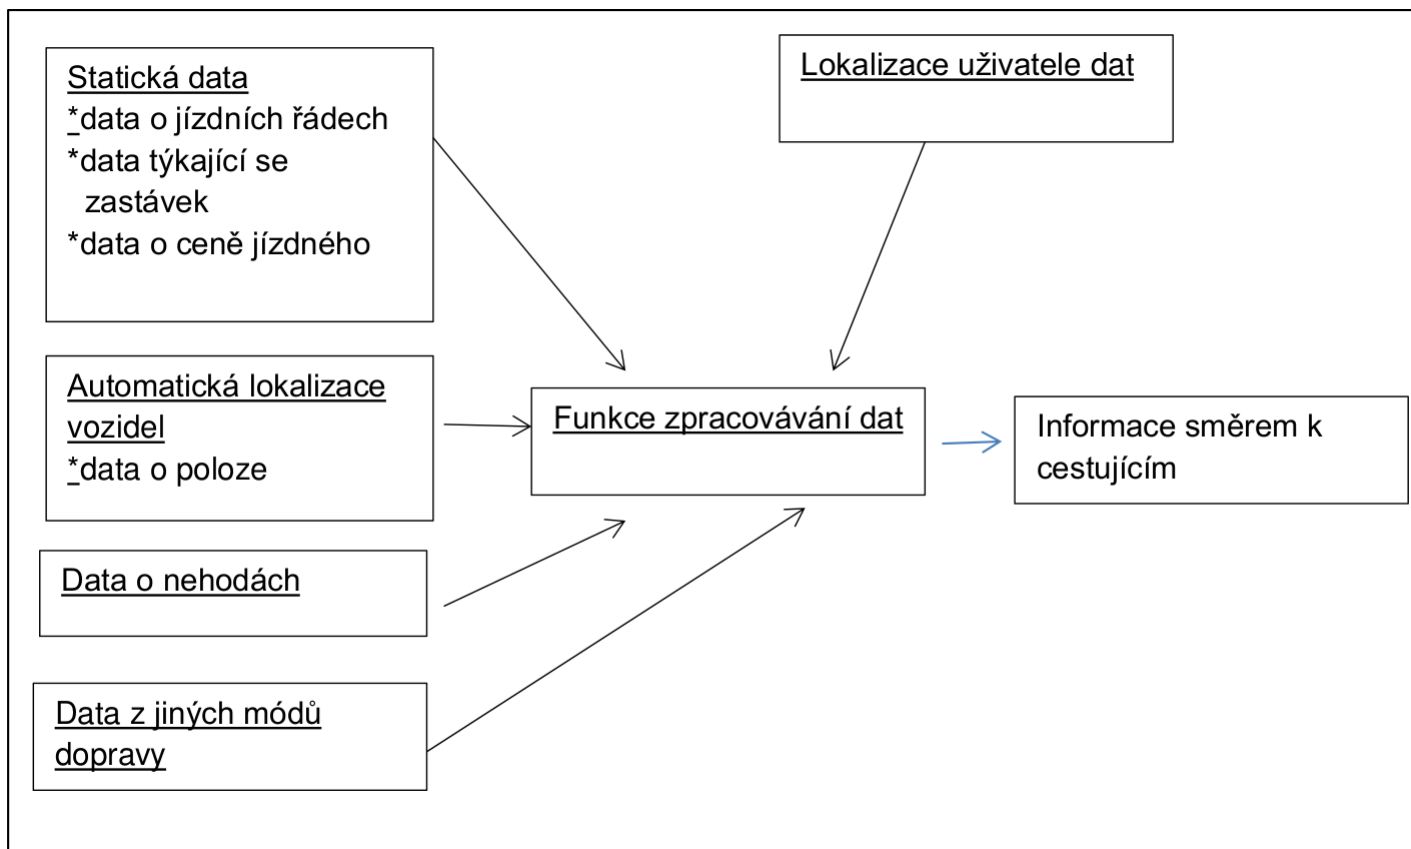 Statická data
*data o jízdních řádech
*data týkající se
zastávek
*data o ceně jízdného
Lokalizace uživatele dat
Automatická lokalizace
vozidel
*data o poloze
Funkce zpracovávání dat
Informace směrem k
cestujícím
Data o nehodách
Data z jiných módů
dopravy